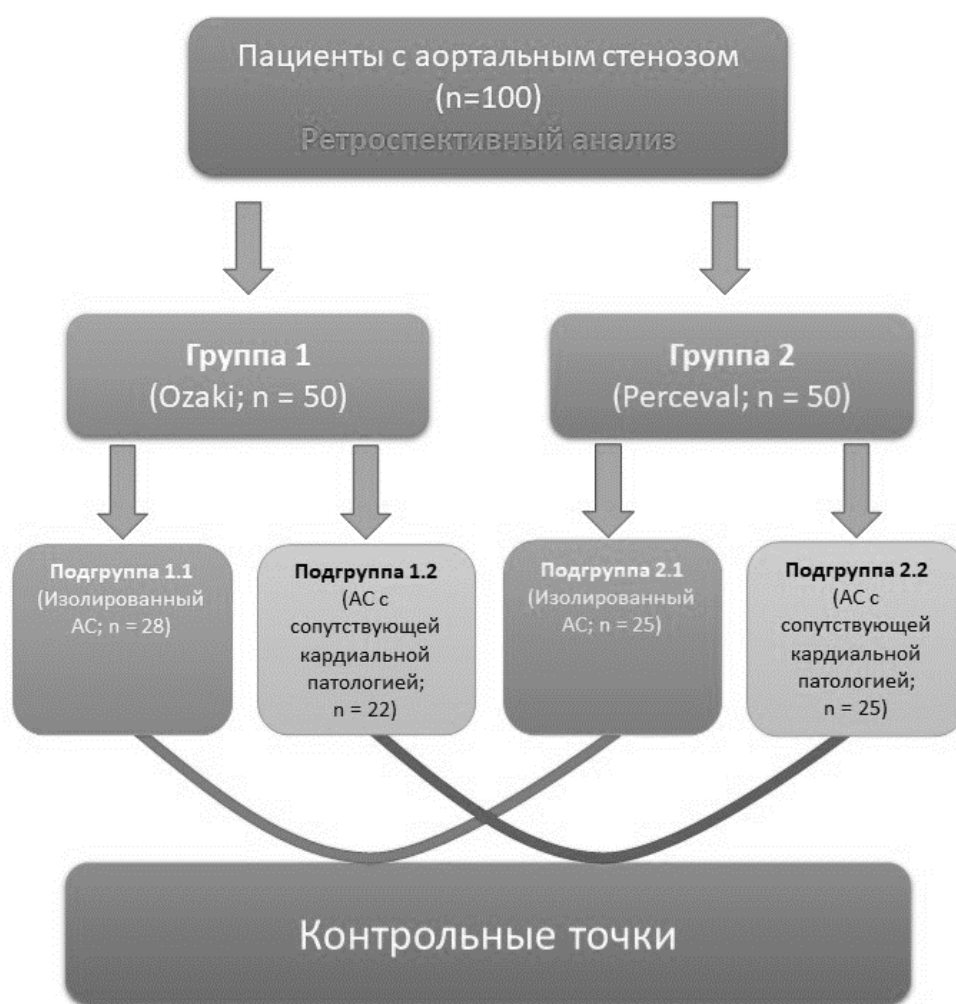 Пациенты с аортальным стенозом
(n=100)
Ретроспективный анализ
Группа 1
(Ozaki; n = 50)
Группа 2
(Perceval; n = 50)
Подгруппа 1.1
(Изолированный
АС; n = 28)
Подгруппа 1.2
(АС с
сопутствующей
кардиальной
патологией;
n = 22)
Подгруппа 2.1
(Изолированный
АС; n = 25)
Подгруппа 2.2
(АС с
сопутствующей
кардиальной
патологией;
n = 25)
Контрольные точки